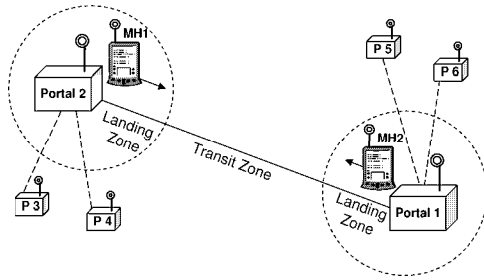 MH1
P 5
P 6
Portal 2
Landing
Zone
Transit Zone
MH2
P 3
P 4
Landing
Zone
Portal 1